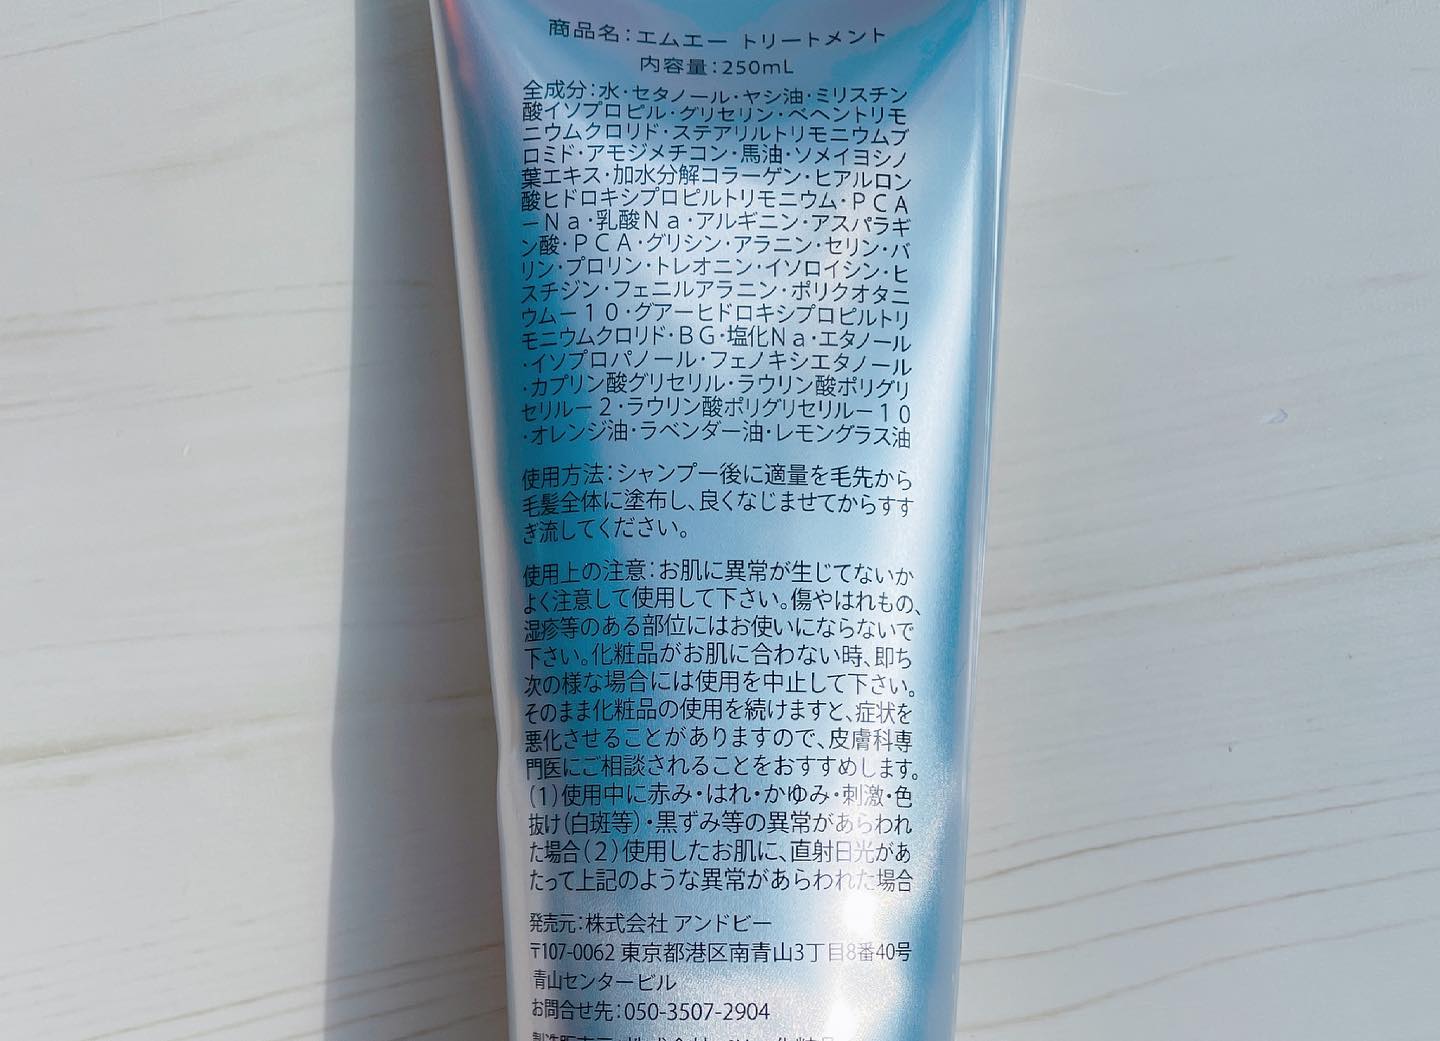 商品名：エムエー トリートメント
内容量：250mL
全成分：水・セタノール・ヤシ油・ミリスチン
酸イソプロピル・グリセリン・ベヘントリモ
ニウムクロリド・ステアリルトリモニウムブ
ロミド・アモジメチコン・馬油・ソメイヨシノ
葉エキス・加水分解コラーゲン・ヒアルロン
酸ヒドロキシプロピルトリモニウム・ＰＣＡ
－Ｎａ・乳酸Ｎａ・アルギニン・アスパラギ
ン酸・ＰＣＡ・グリシン・アラニン・セリン・バ
リン・プロリン・トレオニン・イソロイシン・ヒ
スチジン・フェニルアラニン・ポリクオタニ
ウムー１０・グアーヒドロキシプロピルトリ
モニウムクロリド・ＢＧ・塩化Ｎａ・エタノール
・イソプロパノール・フェノキシエタノール
・カプリン酸グリセリル・ラウリン酸ポリグリ
セリルー２・ラウリン酸ポリグリセリルー１０
・オレンジ油・ラベンダー油・レモングラス油
使用方法：シャンプー後に適量を毛先から
毛髪全体に塗布し、良くなじませてからすす
ぎ流してください。
使用上の注意：お肌に異常が生じてないか
よく注意して使用して下さい。傷やはれもの、
湿疹等のある部位にはお使いにならないで
下さい。化粧品がお肌に合わない時、即ち
次の様な場合には使用を中止して下さい。
そのまま化粧品の使用を続けますと、症状を
悪化させることがありますので、皮膚科専
門医にご相談されることをおすすめします。
（1）使用中に赤み・はれ・かゆみ・刺激・色
抜け（白斑等）・黒ずみ等の異常があらわれ
た場合（2）使用したお肌に、直射日光があ
たって上記のような異常があらわれた場合
発売元：株式会社 アンドビー
〒107-0062 東京都港区南青山3丁目8番40号
青山センタービル
お問合せ先：050-3507-2904